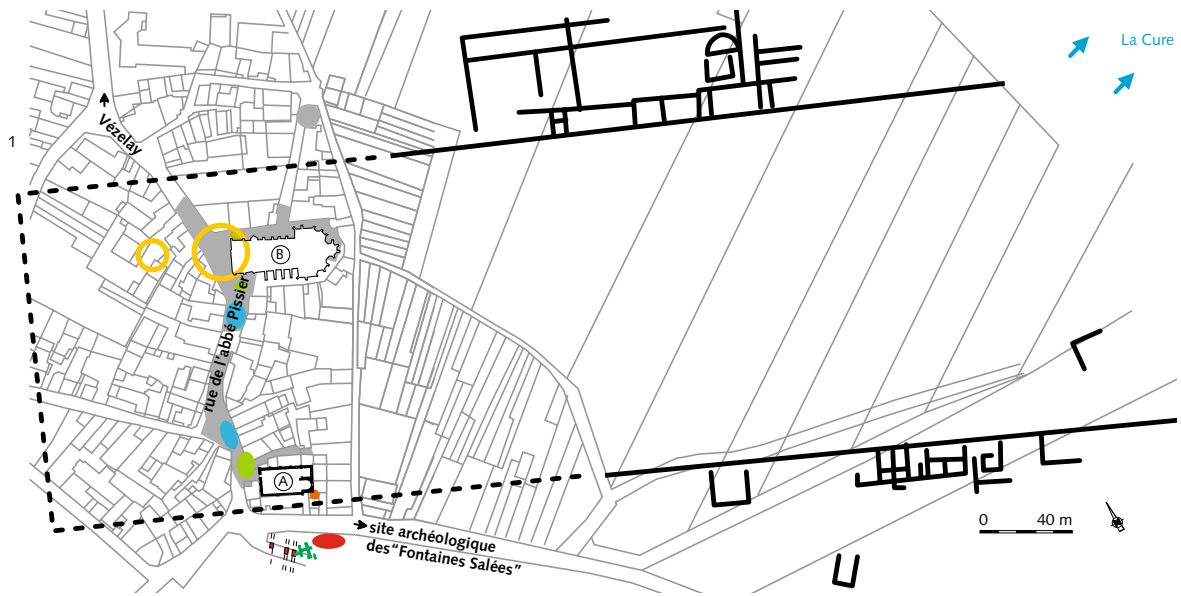 La Cure
1
Vézelay
B
rue de l'abbé Pissier
A
site archéologique
des "Fontaines Salées"
0 40 m